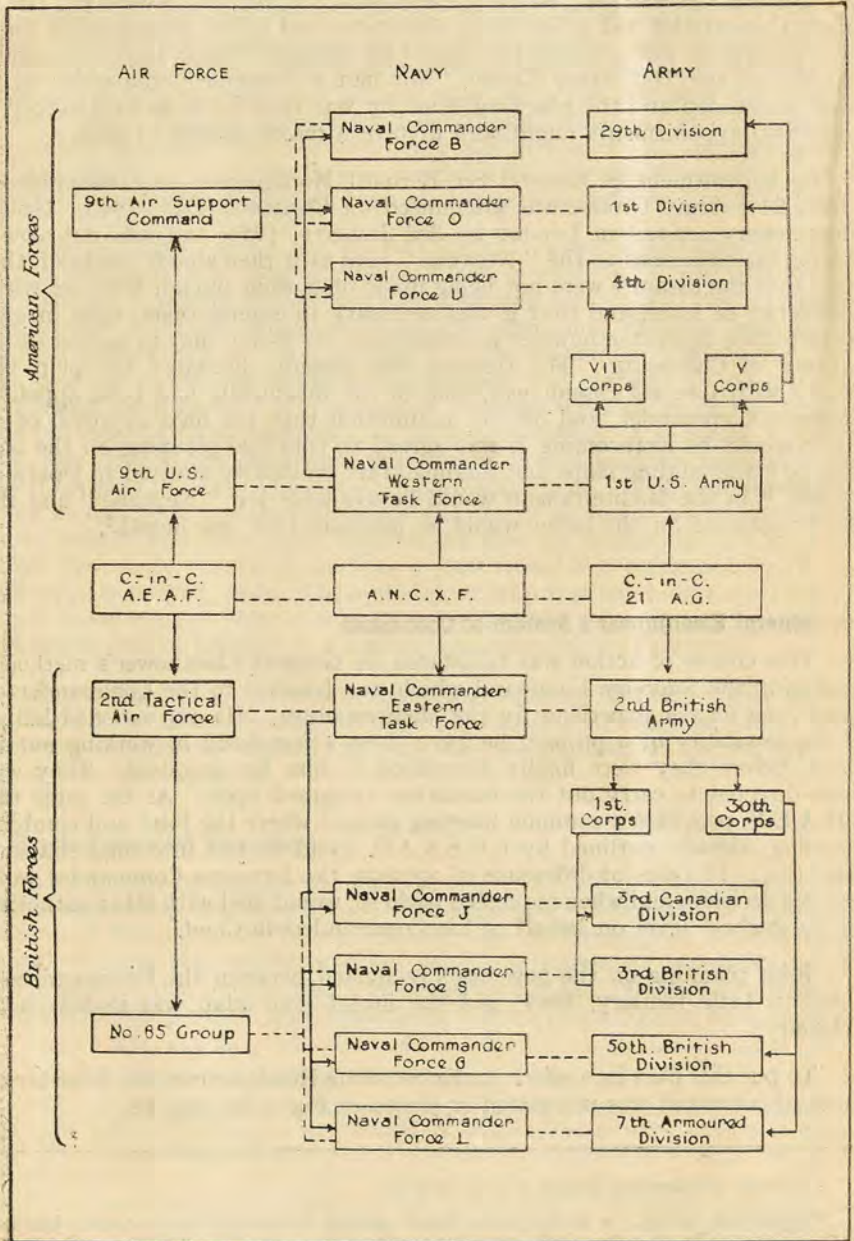 AIR FORCE
NAVY
ARMY
American Forces
Naval Commander
Force B
29th Division
9th Air Support
Command
Naval Commander
Force O
1st Division
Naval Commander
Force U
4th Division
VII
Corps
V
Corps
9th U.S.
Air Force
Naval Commander
Western
Task Force
1st U.S. Army
C.-in-C.
A.E.A.F.
A.N.C.X.F.
C.-in-C.
21 A.G.
British Forces
2nd Tactical
Air Force
Naval Commander
Eastern
Task Force
2nd British
Army
1st.
Corps
30th
Corps
Naval Commander
Force J
3rd Canadian
Division
Naval Commander
Force S
3rd British
Division
No. 85 Group
Naval Commander
Force G
50th. British
Division
Naval Commander
Force L
7th Armoured
Division